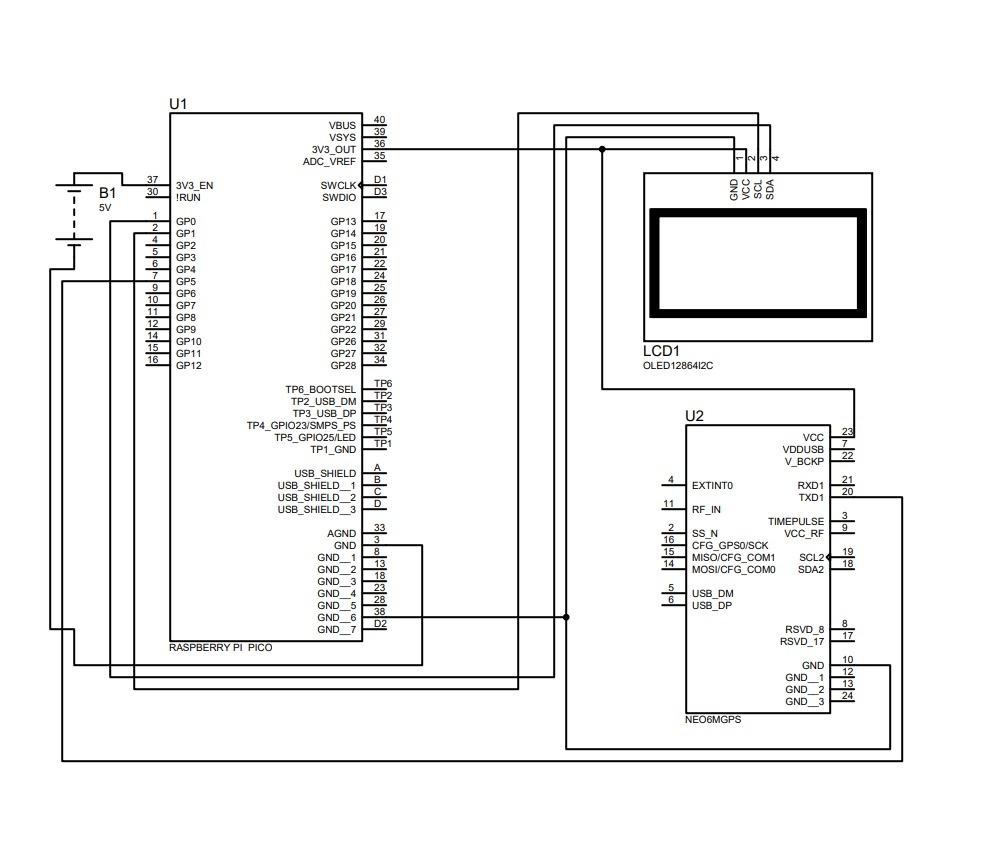 U1
VBUS 40
VSYS 39
3V3_OUT 36
ADC_VREF 35
37 3V3_EN
30 !RUN
SWCLK D1
SWDIO D3
B1
5V
1 GP0
2 GP1
4 GP2
5 GP3
6 GP4
7 GP5
9 GP6
10 GP7
11 GP8
12 GP9
14 GP10
15 GP11
16 GP12
GP13 17
GP14 19
GP15 20
GP16 21
GP17 22
GP18 24
GP19 25
GP20 26
GP21 27
GP22 29
GP26 31
GP27 32
GP28 34
TP6_BOOTSEL TP6
TP2_USB_DM TP2
TP3_USB_DP TP3
TP4_GPIO23/SMPS_PS TP4
TP5_GPIO25/LED TP5
TP1_GND TP1
USB_SHIELD A
USB_SHIELD__1 B
USB_SHIELD__2 C
USB_SHIELD__3 D
AGND 33
GND 3
GND__1 8
GND__2 13
GND__3 18
GND__4 23
GND__5 28
GND__6 38
GND__7 D2
RASPBERRY PI PICO
1 2 3 4
GND VCC SCL SDA
LCD1
OLED12864I2C
U2
VCC 23
VDDUSB 7
V_BCKP 22
4 EXTINT0
RXD1 21
TXD1 20
11 RF_IN
TIMEPULSE 3
VCC_RF 9
2 SS_N
16 CFG_GPS0/SCK
15 MISO/CFG_COM1
14 MOSI/CFG_COM0
SCL2 19
SDA2 18
5 USB_DM
6 USB_DP
RSVD_8 8
RSVD_17 17
GND 10
GND__1 12
GND__2 13
GND__3 24
NEO6MGPS